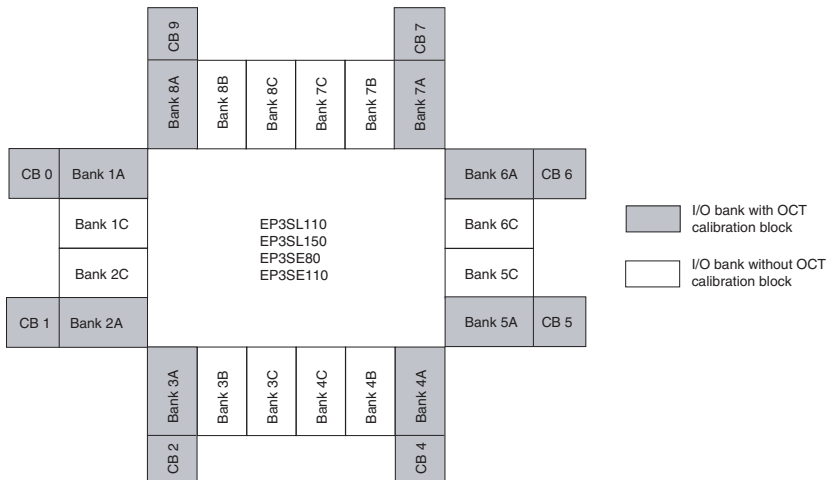 CB 9
CB 7
Bank 8A
Bank 8B
Bank 8C
Bank 7C
Bank 7B
Bank 7A
CB 0
Bank 1A
Bank 6A
CB 6
Bank 1C
Bank 6C
Bank 2C
Bank 5C
CB 1
Bank 2A
Bank 5A
CB 5
EP3SL110
EP3SL150
EP3SE80
EP3SE110
I/O bank with OCT
calibration block
I/O bank without OCT
calibration block
Bank 3A
Bank 3B
Bank 3C
Bank 4C
Bank 4B
Bank 4A
CB 2
CB 4